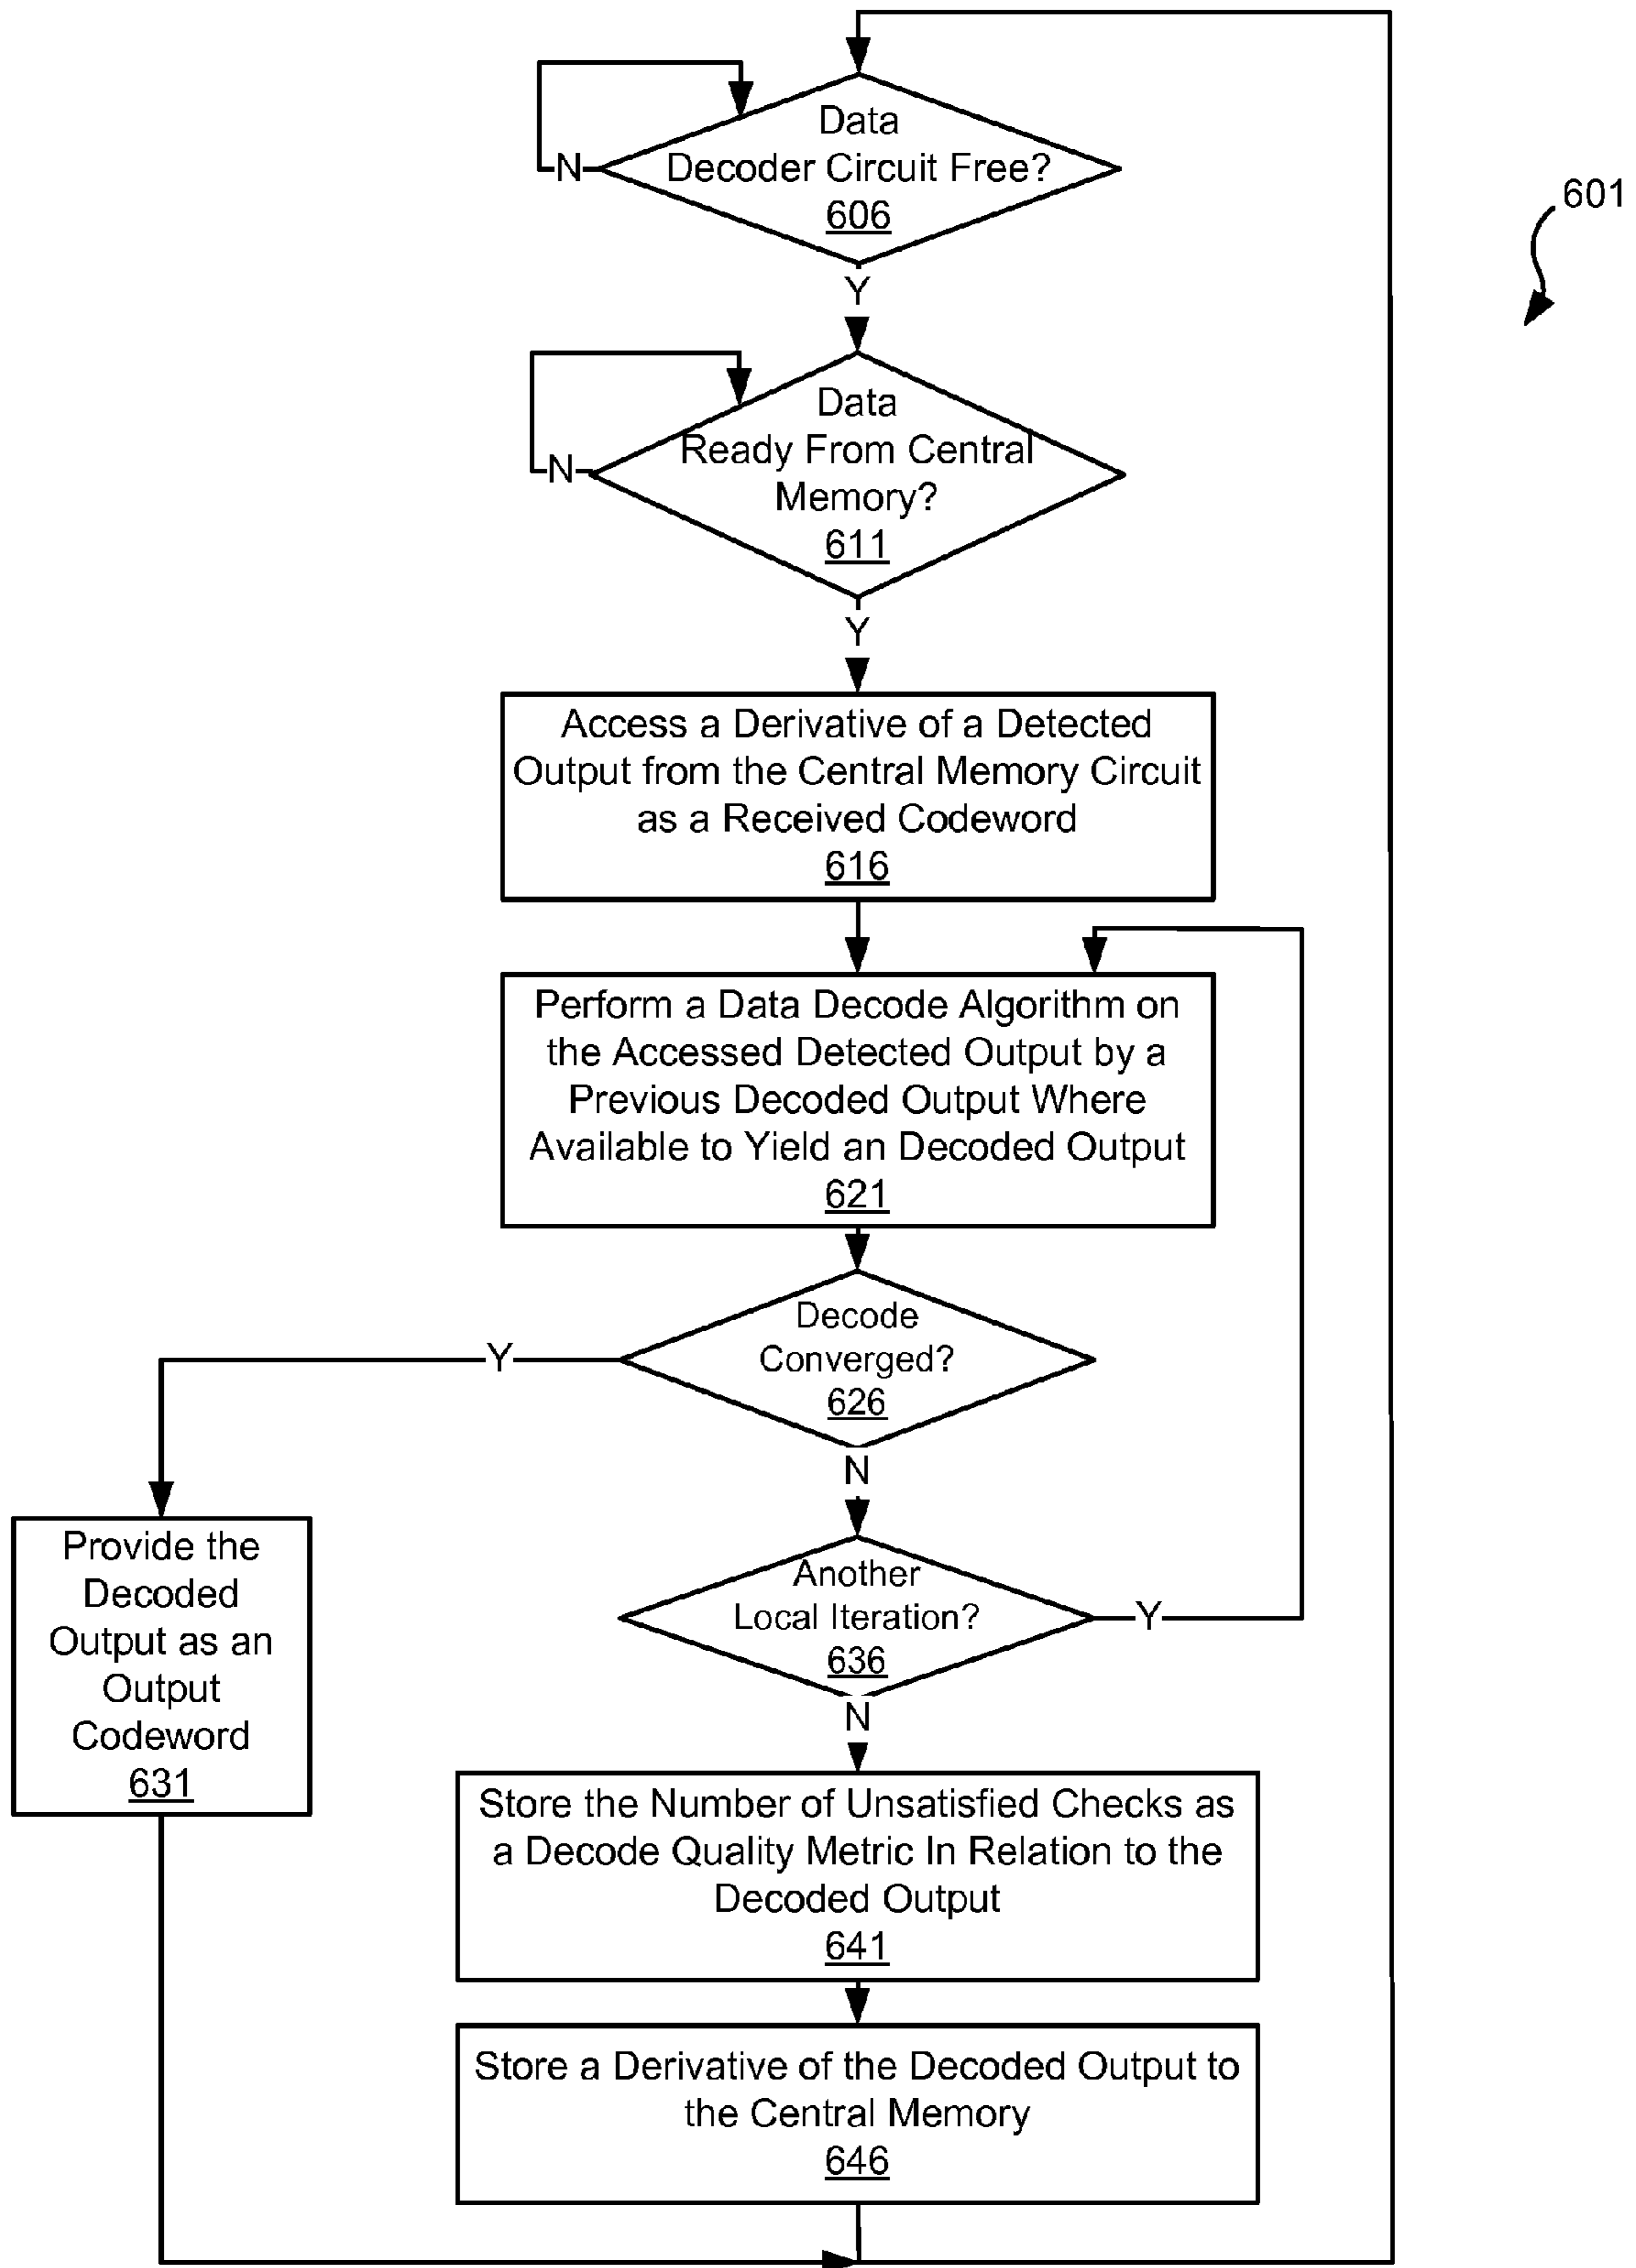 Data
Decoder Circuit Free?
606
N
601
Y
Data
Ready From Central
Memory?
611
N
Y
Access a Derivative of a Detected
Output from the Central Memory Circuit
as a Received Codeword
616
Perform a Data Decode Algorithm on
the Accessed Detected Output by a
Previous Decoded Output Where
Available to Yield an Decoded Output
621
Decode
Converged?
626
Y
N
Provide the
Decoded
Output as an
Output
Codeword
631
Another
Local Iteration?
636
Y
N
Store the Number of Unsatisfied Checks as
a Decode Quality Metric In Relation to the
Decoded Output
641
Store a Derivative of the Decoded Output to
the Central Memory
646